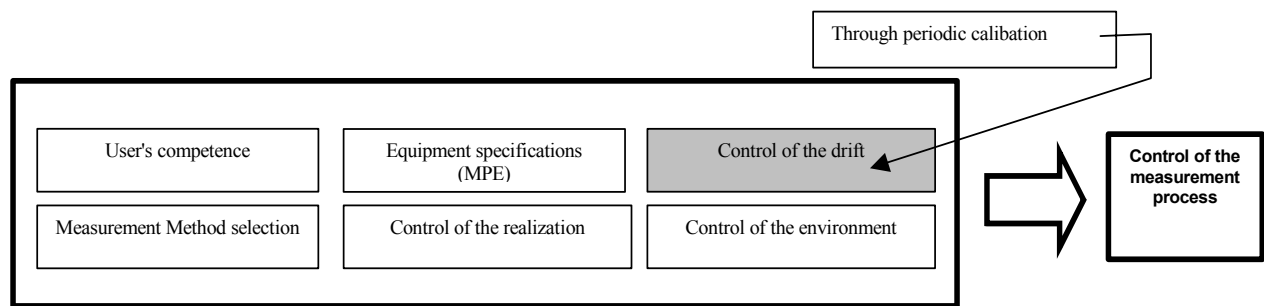 Through periodic calibation
User's competence
Equipment specifications
(MPE)
Control of the drift
Measurement Method selection
Control of the realization
Control of the environment
Control of the
measurement
process